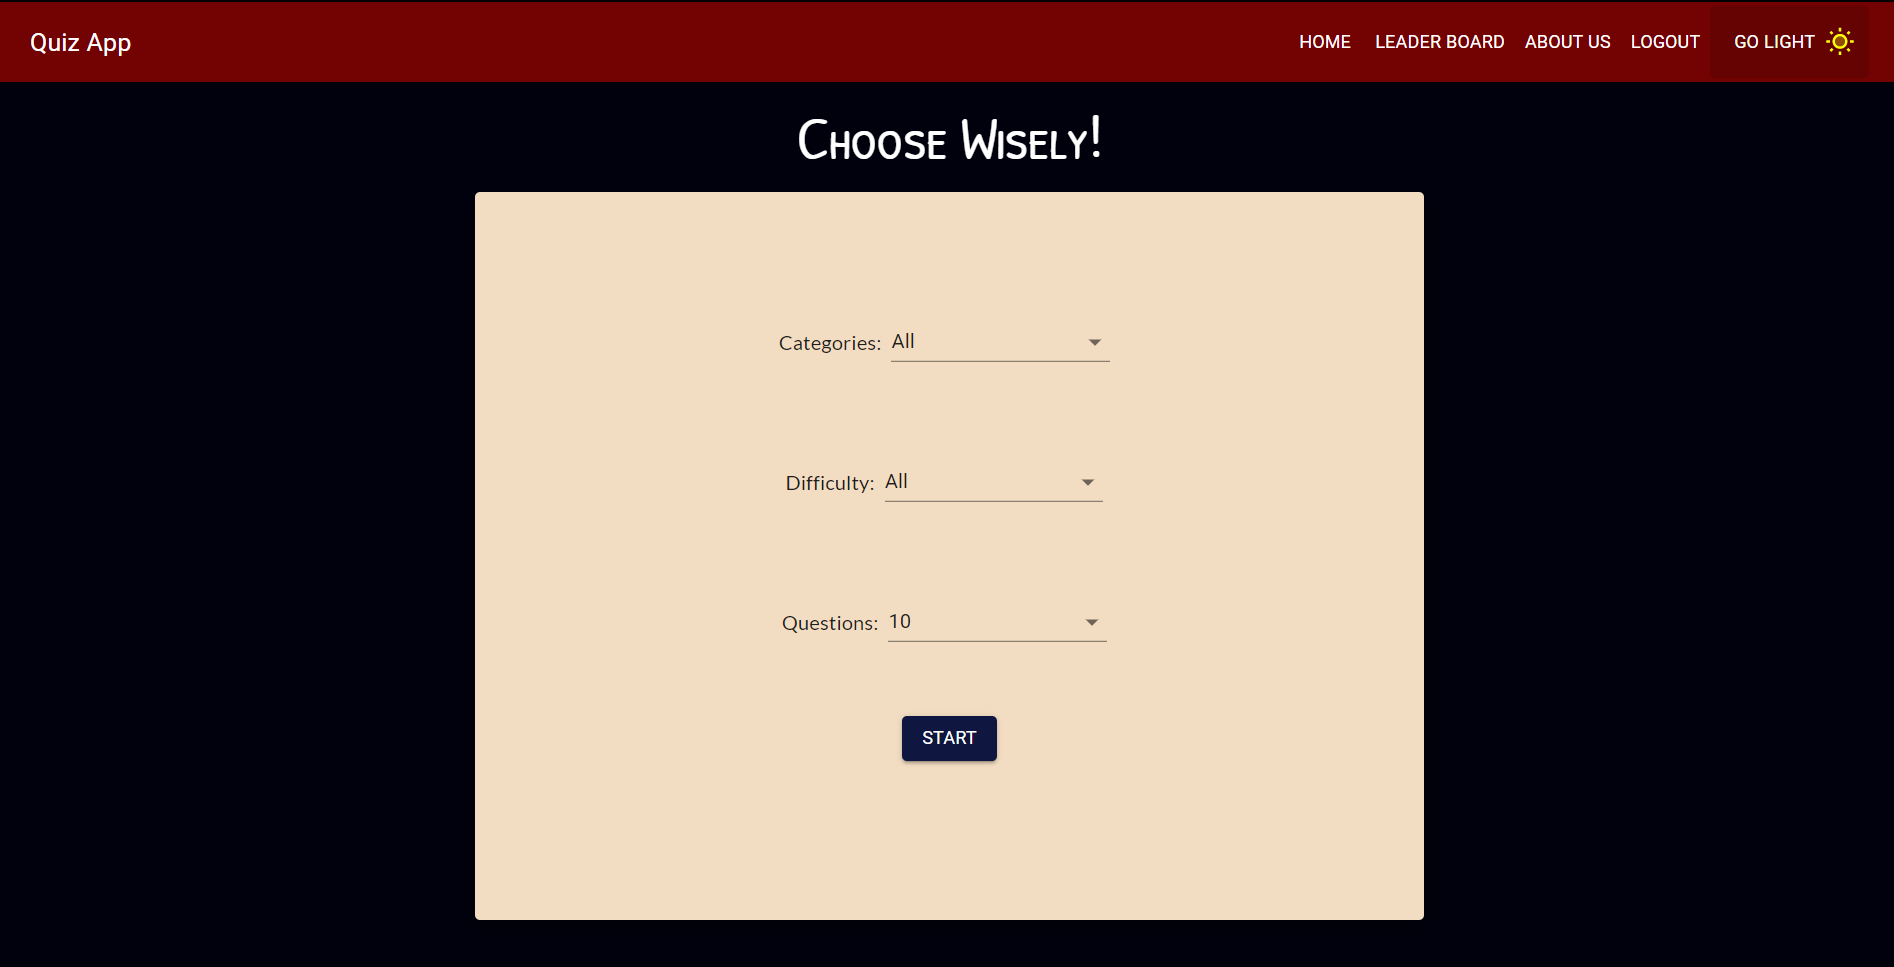 Quiz App HOME LEADER BOARD ABOUT US LOGOUT GO LIGHT
Choose Wisely!
Categories: All
Difficulty: All
Questions: 10
START